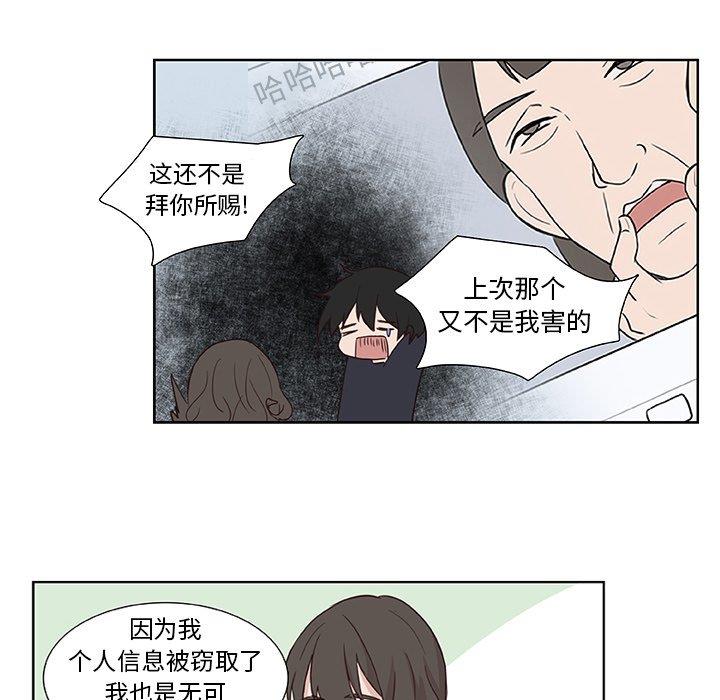 哈哈哈哈
这还不是
拜你所赐!
上次那个
又不是我害的
因为我
个人信息被窃取了
我也是无可